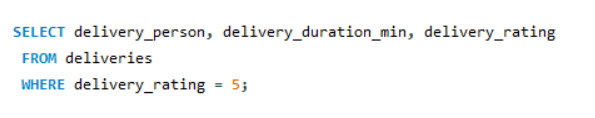 SELECT delivery_person, delivery_duration_min, delivery_rating
FROM deliveries
WHERE delivery_rating = 5;